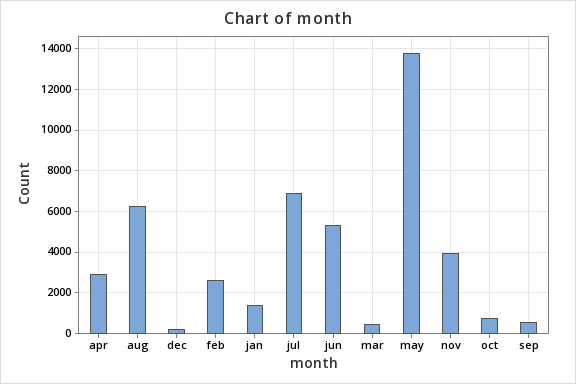 Chart of month
14000
12000
10000
8000
6000
4000
2000
0
Count
apr aug dec feb jan jul jun mar may nov oct sep
month